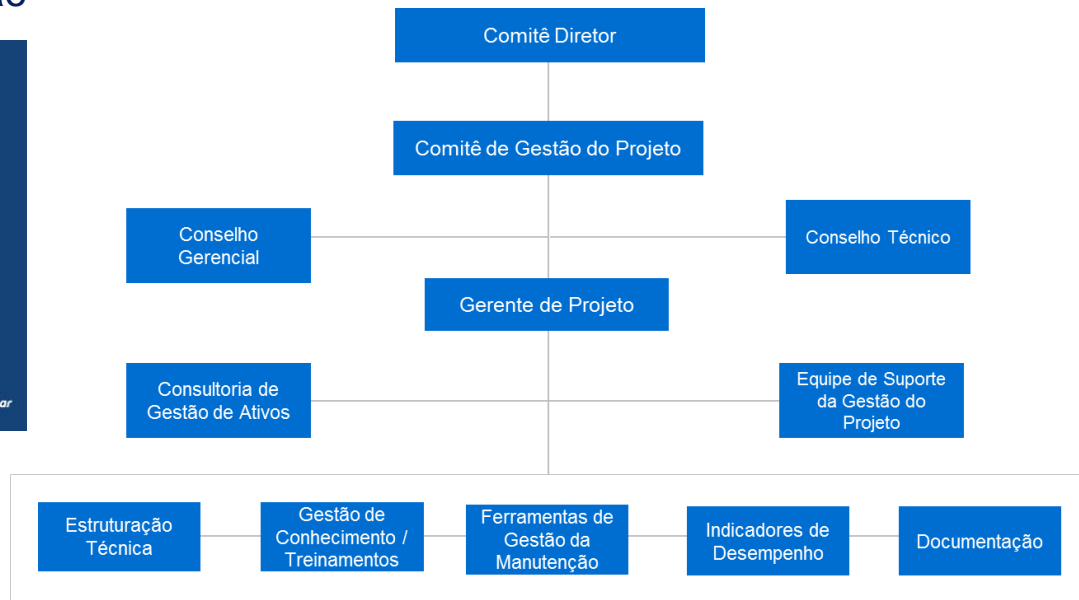 Comitê Diretor
Comitê de Gestão do Projeto
Conselho
Gerencial
Conselho Técnico
Gerente de Projeto
Consultoria de
Gestão de Ativos
Equipe de Suporte
da Gestão do
Projeto
Estruturação
Técnica
Gestão de
Conhecimento /
Treinamentos
Ferramentas de
Gestão da
Manutenção
Indicadores de
Desempenho
Documentação